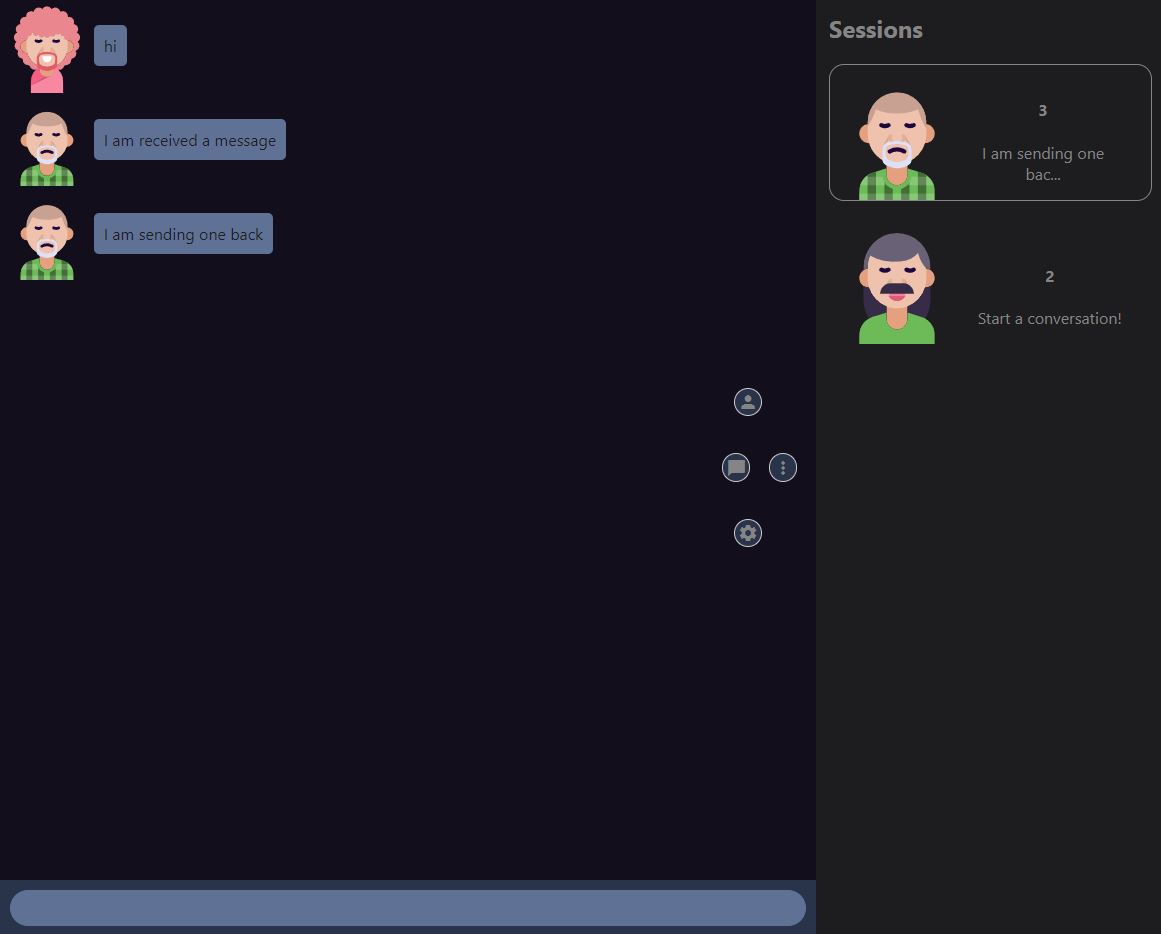 hi
I am received a message
I am sending one back
Sessions
3
I am sending one
bac...
2
Start a conversation!